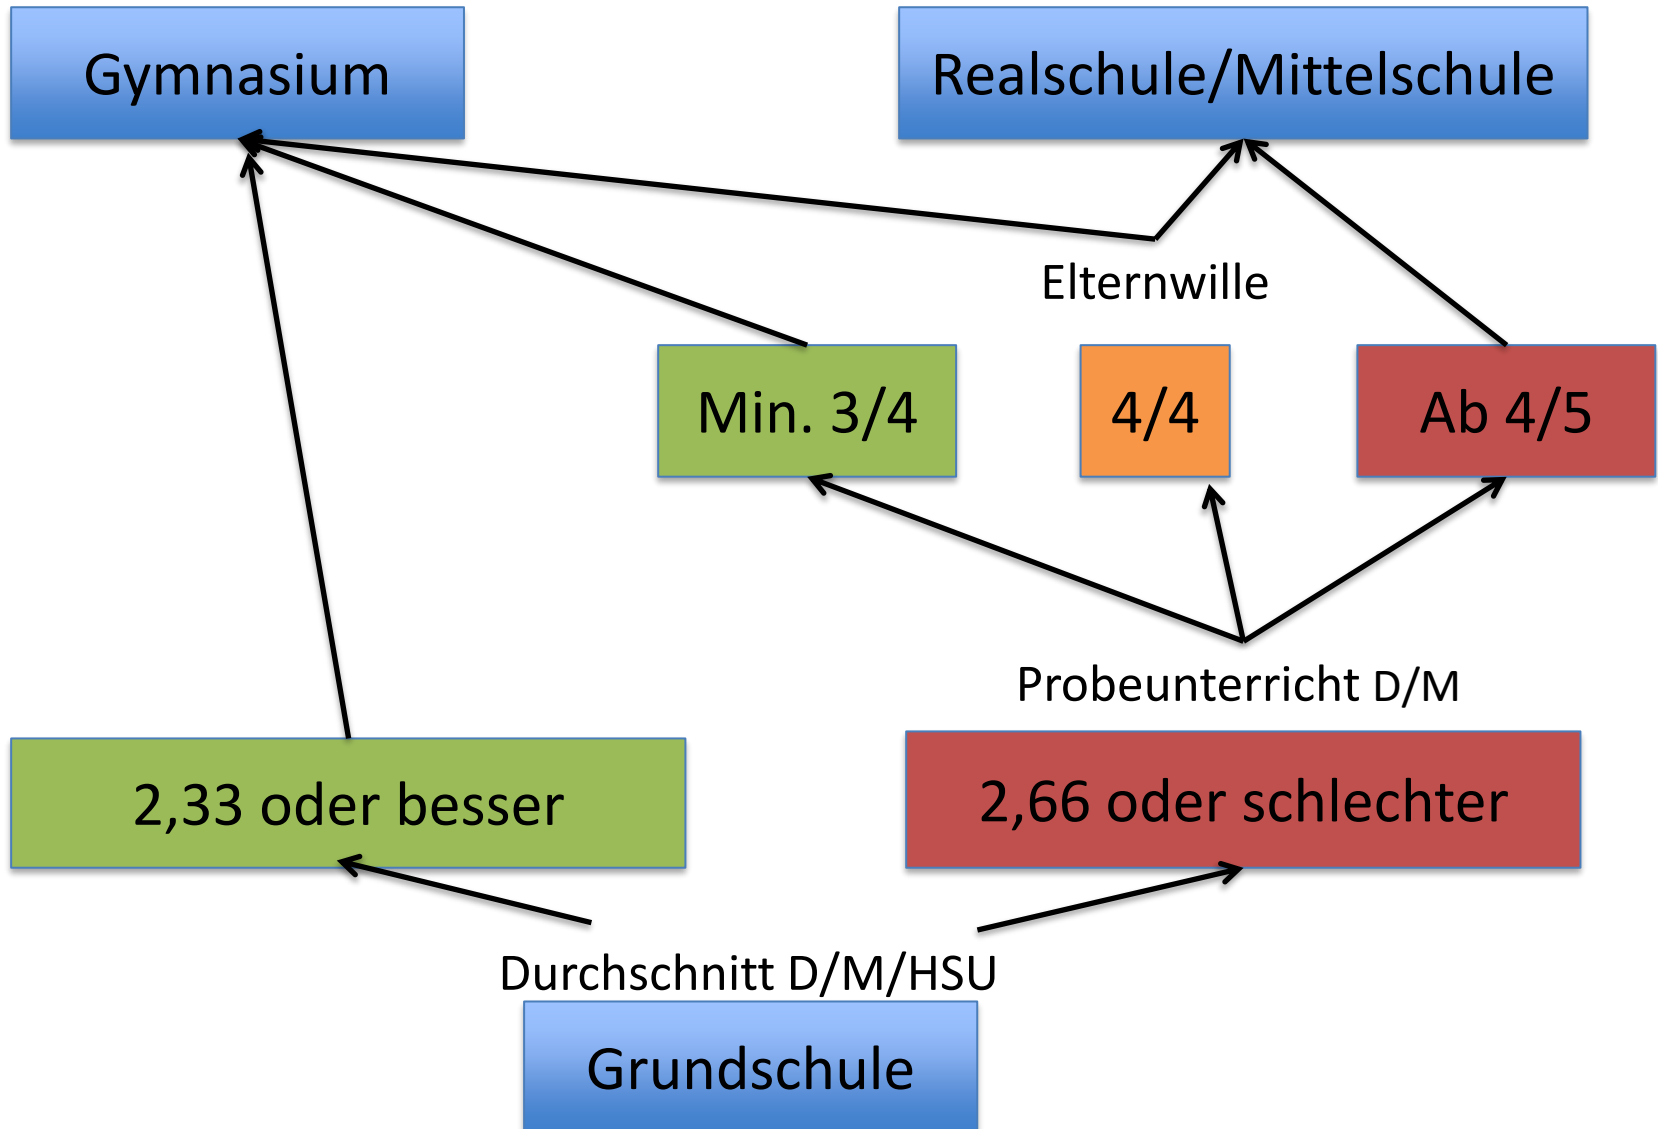 Gymnasium
Realschule/Mittelschule
Elternwille
Min. 3/4
4/4
Ab 4/5
Probeunterricht D/M
2,33 oder besser
2,66 oder schlechter
Durchschnitt D/M/HSU
Grundschule